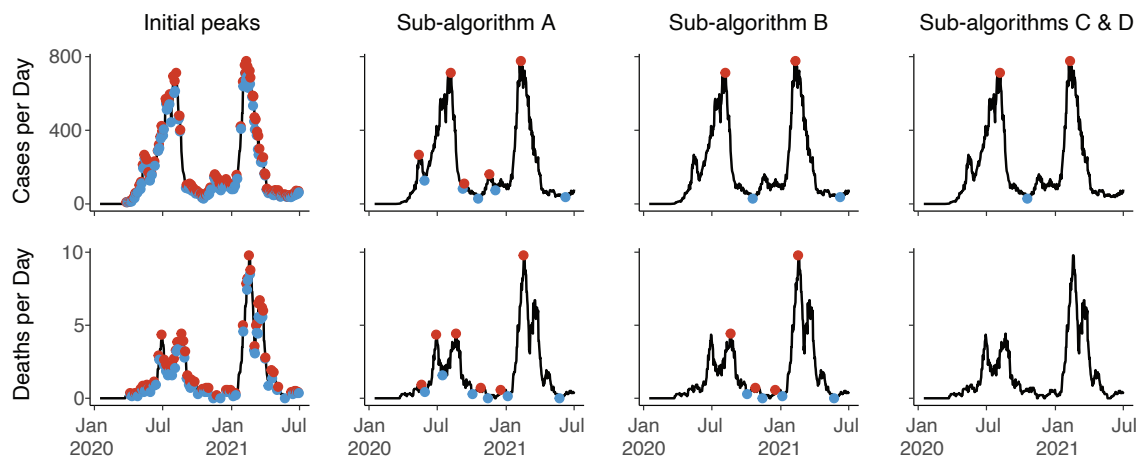 Initial peaks
Sub-algorithm A
Sub-algorithm B
Sub-algorithms C & D
Cases per Day
800
400
0
Deaths per Day
10
5
0
Jan Jul Jan Jul
2020 2021
Jan Jul Jan Jul
2020 2021
Jan Jul Jan Jul
2020 2021
Jan Jul Jan Jul
2020 2021